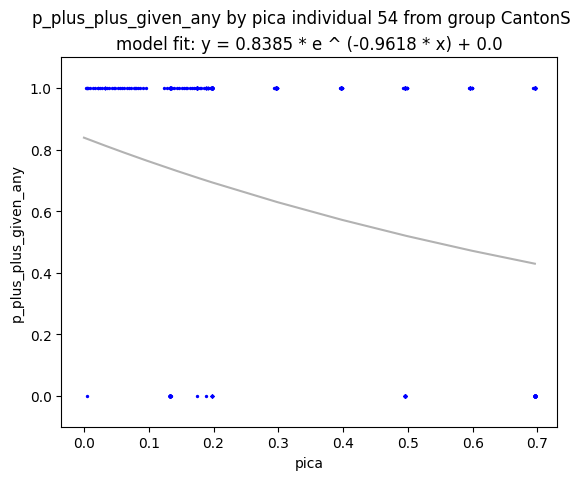 p_plus_plus_given_any by pica individual 54 from group CantonS
model fit: y = 0.8385 * e ^ (-0.9618 * x) + 0.0
1.0
0.8
0.6
0.4
0.2
0.0
p_plus_plus_given_any
0.0 0.1 0.2 0.3 0.4 0.5 0.6 0.7
pica